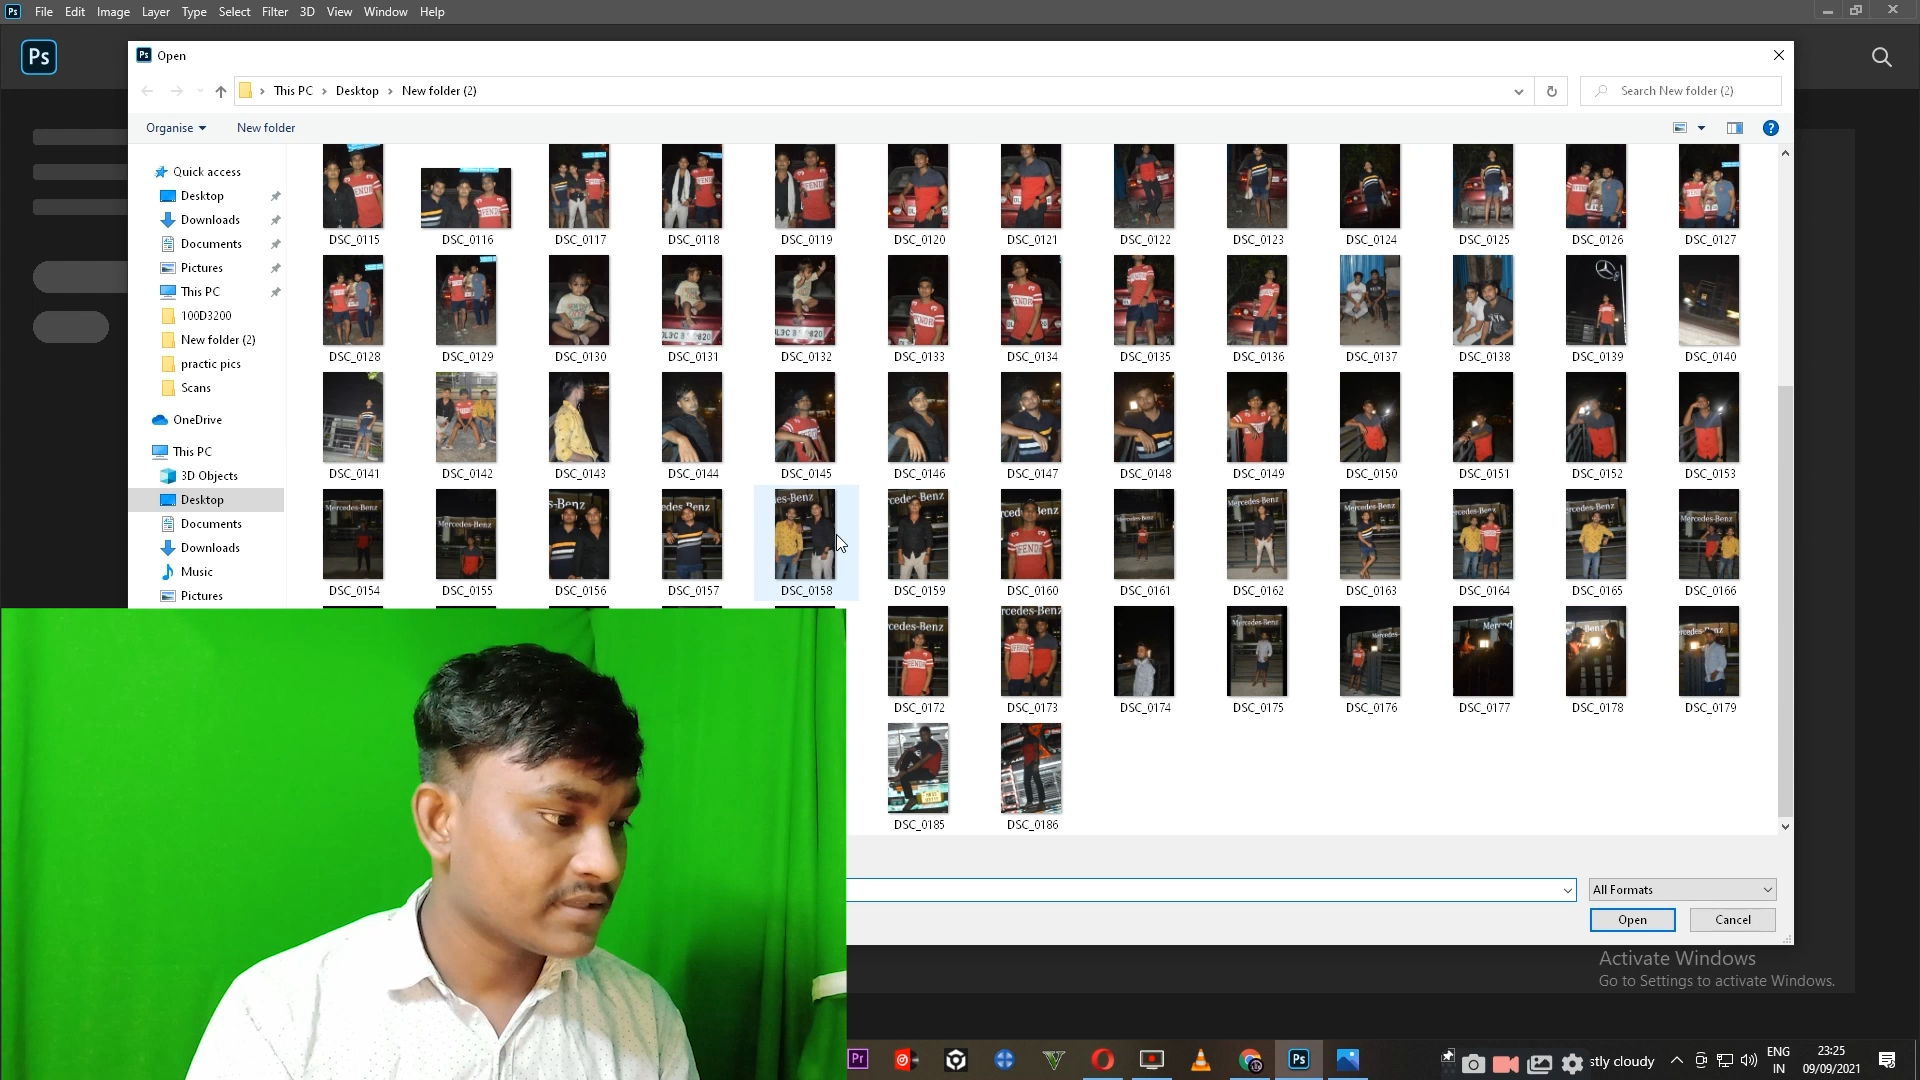 Ps File Edit Image Layer Type Select Filter 3D View Window Help
Ps
Ps Open
This PC > Desktop > New folder (2)
Search New folder (2)
Organise New folder
Quick access
Desktop
Downloads
Documents
Pictures
This PC
100D3200
New folder (2)
practic pics
Scans
OneDrive
This PC
3D Objects
Desktop
Documents
Downloads
Music
Pictures
DSC_0115 DSC_0116 DSC_0117 DSC_0118 DSC_0119 DSC_0120 DSC_0121 DSC_0122 DSC_0123 DSC_0124 DSC_0125 DSC_0126 DSC_0127
DSC_0128 DSC_0129 DSC_0130 DSC_0131 DSC_0132 DSC_0133 DSC_0134 DSC_0135 DSC_0136 DSC_0137 DSC_0138 DSC_0139 DSC_0140
DSC_0141 DSC_0142 DSC_0143 DSC_0144 DSC_0145 DSC_0146 DSC_0147 DSC_0148 DSC_0149 DSC_0150 DSC_0151 DSC_0152 DSC_0153
DSC_0154 DSC_0155 DSC_0156 DSC_0157 DSC_0158 DSC_0159 DSC_0160 DSC_0161 DSC_0162 DSC_0163 DSC_0164 DSC_0165 DSC_0166
DSC_0172 DSC_0173 DSC_0174 DSC_0175 DSC_0176 DSC_0177 DSC_0178 DSC_0179
DSC_0185 DSC_0186
All Formats
Open Cancel
Activate Windows
Go to Settings to activate Windows.
Pr Ps stly cloudy ENG 23:25
IN 09/09/2021